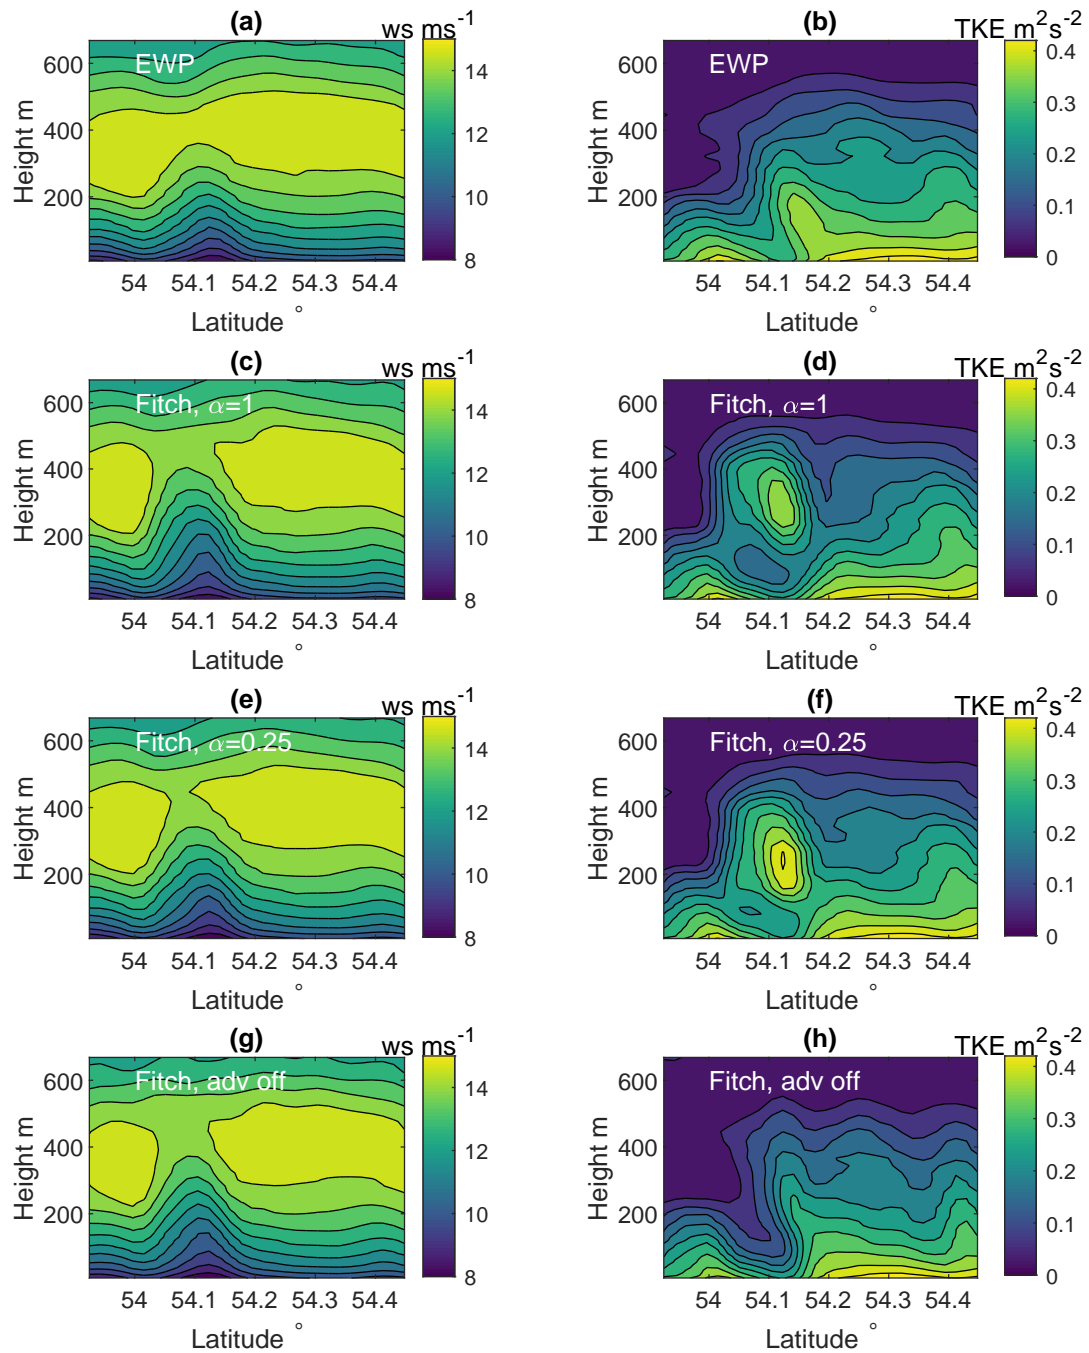 (a)
ws ms-1
EWP
Height m
600
400
200
54 54.1 54.2 54.3 54.4
Latitude °
14
12
10
8
(b)
TKE m2s-2
EWP
Height m
600
400
200
54 54.1 54.2 54.3 54.4
Latitude °
0.4
0.3
0.2
0.1
0
(c)
ws ms-1
Fitch, α=1
Height m
600
400
200
54 54.1 54.2 54.3 54.4
Latitude °
14
12
10
8
(d)
TKE m2s-2
Fitch, α=1
Height m
600
400
200
54 54.1 54.2 54.3 54.4
Latitude °
0.4
0.3
0.2
0.1
0
(e)
ws ms-1
Fitch, α=0.25
Height m
600
400
200
54 54.1 54.2 54.3 54.4
Latitude °
14
12
10
8
(f)
TKE m2s-2
Fitch, α=0.25
Height m
600
400
200
54 54.1 54.2 54.3 54.4
Latitude °
0.4
0.3
0.2
0.1
0
(g)
ws ms-1
Fitch, adv off
Height m
600
400
200
54 54.1 54.2 54.3 54.4
Latitude °
14
12
10
8
(h)
TKE m2s-2
Fitch, adv off
Height m
600
400
200
54 54.1 54.2 54.3 54.4
Latitude °
0.4
0.3
0.2
0.1
0